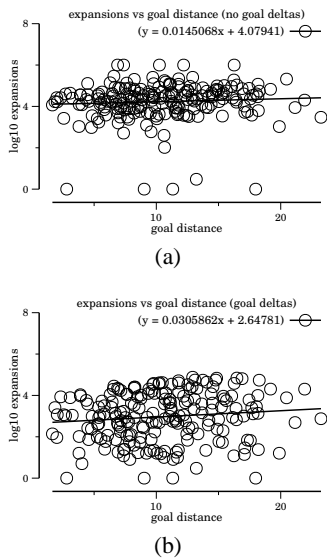 expansions vs goal distance (no goal deltas)
(y = 0.0145068x + 4.07941)
8
4
0
log10 expansions
10
20
goal distance
(a)
expansions vs goal distance (goal deltas)
(y = 0.0305862x + 2.64781)
8
4
0
log10 expansions
10
20
goal distance
(b)